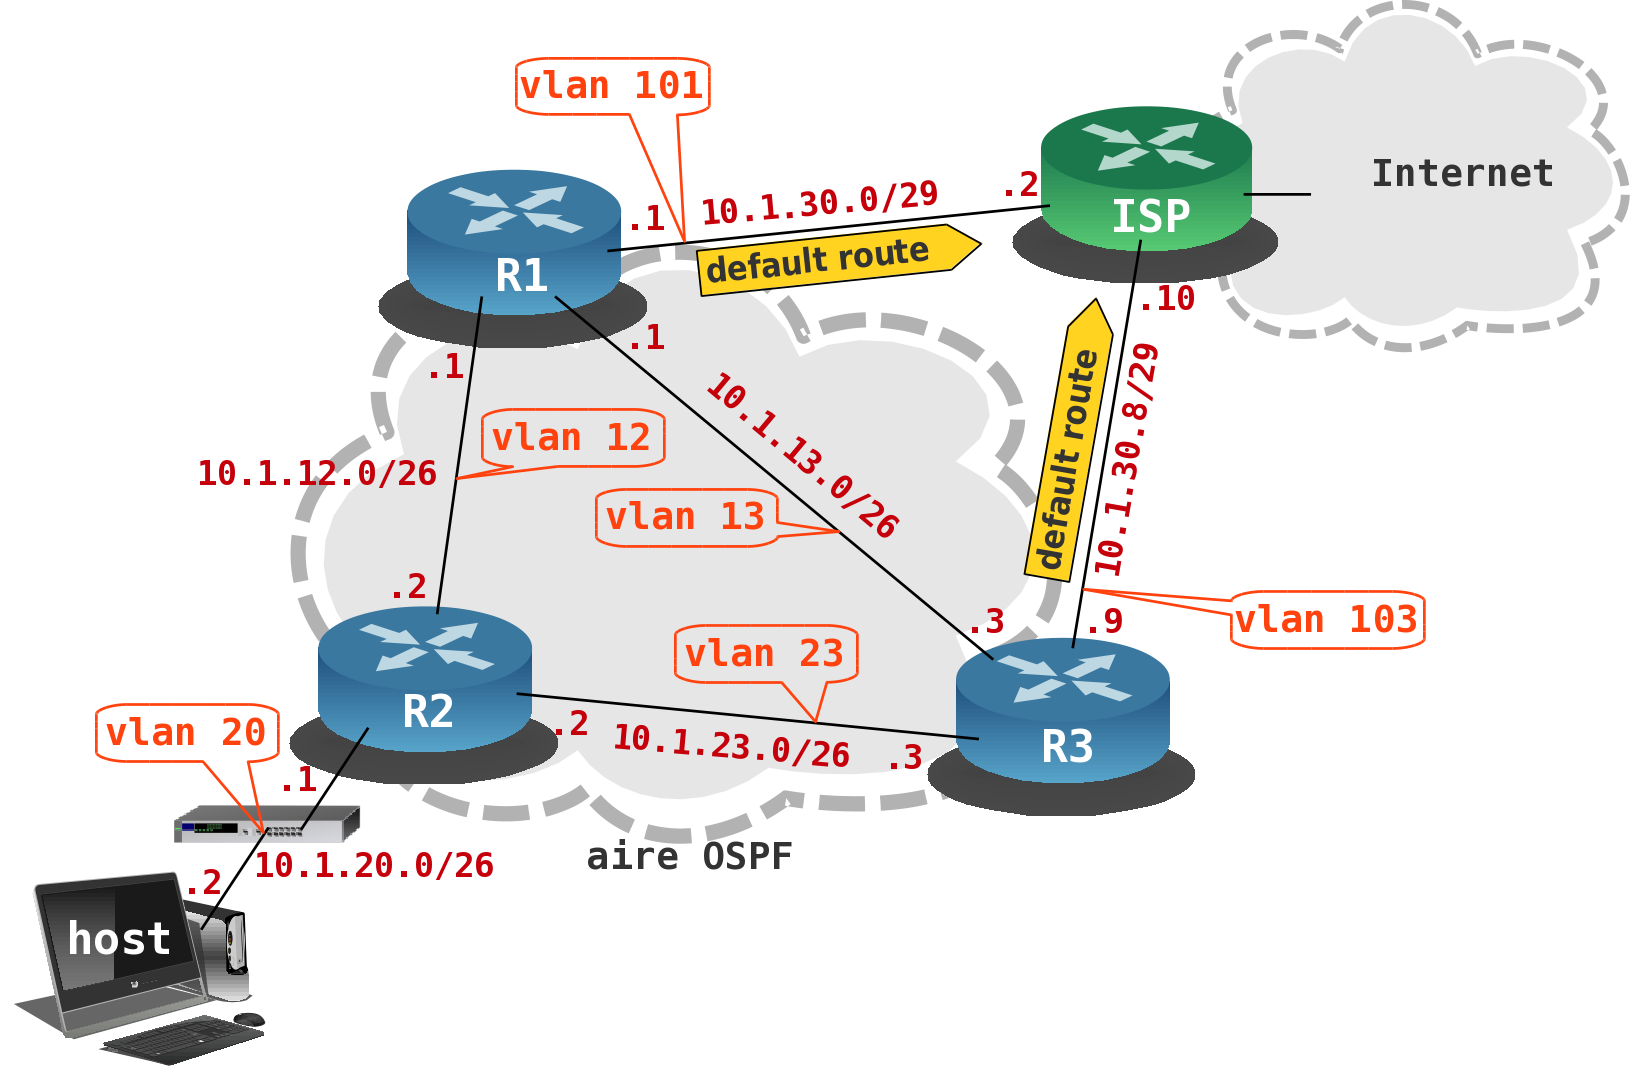 vlan 101
10.1.30.0/29
.2
Internet
ISP
.1
default route
R1
.10
.1
.1
10.1.13.0/26
default route
10.1.30.8/29
vlan 12
10.1.12.0/26
vlan 13
.2
.3
.9
vlan 103
vlan 23
R2
R3
vlan 20
.2
10.1.23.0/26
.3
.1
aire OSPF
10.1.20.0/26
.2
host